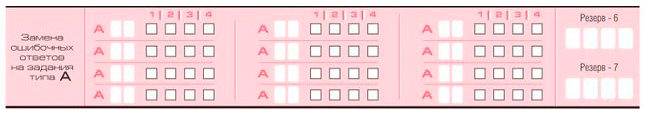 Замена
ошибочных
ответов
на задания
типа А
1 | 2 | 3 | 4
А
А
А
А
1 | 2 | 3 | 4
А
А
А
А
1 | 2 | 3 | 4
А
А
А
А
Резерв - 6
Резерв - 7